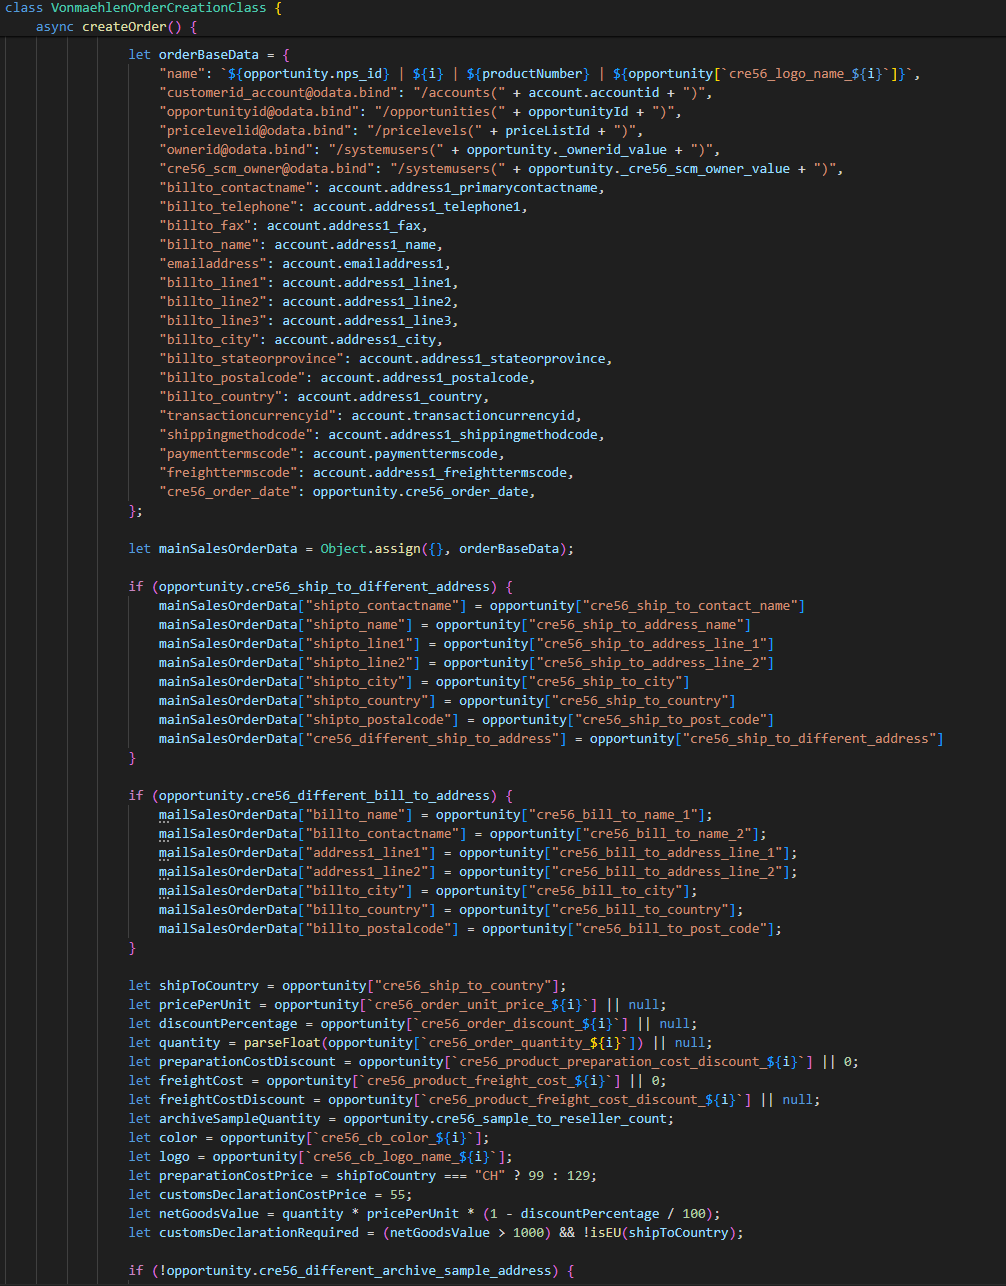 class VonmaehlenOrderCreationClass {
async createOrder() {
let orderBaseData = {
"name": `${opportunity.nps_id} | ${i} | ${productNumber} | ${opportunity[`cre56_logo_name_${i}`]}`,
"customerid_account@odata.bind": "/accounts(" + account.accountid + ")",
"opportunityid@odata.bind": "/opportunities(" + opportunityId + ")",
"pricelevelid@odata.bind": "/pricelevels(" + priceListId + ")",
"ownerid@odata.bind": "/systemusers(" + opportunity._ownerid_value + ")",
"cre56_scm_owner@odata.bind": "/systemusers(" + opportunity._cre56_scm_owner_value + ")",
"billto_contactname": account.address1_primarycontactname,
"billto_telephone": account.address1_telephone1,
"billto_fax": account.address1_fax,
"billto_name": account.address1_name,
"emailaddress": account.emailaddress1,
"billto_line1": account.address1_line1,
"billto_line2": account.address1_line2,
"billto_line3": account.address1_line3,
"billto_city": account.address1_city,
"billto_stateorprovince": account.address1_stateorprovince,
"billto_postalcode": account.address1_postalcode,
"billto_country": account.address1_country,
"transactioncurrencyid": account.transactioncurrencyid,
"shippingmethodcode": account.address1_shippingmethodcode,
"paymenttermscode": account.paymenttermscode,
"freighttermscode": account.address1_freighttermscode,
"cre56_order_date": opportunity.cre56_order_date,
};
let mainSalesOrderData = Object.assign({}, orderBaseData);
if (opportunity.cre56_ship_to_different_address) {
mainSalesOrderData["shipto_contactname"] = opportunity["cre56_ship_to_contact_name"]
mainSalesOrderData["shipto_name"] = opportunity["cre56_ship_to_address_name"]
mainSalesOrderData["shipto_line1"] = opportunity["cre56_ship_to_address_line_1"]
mainSalesOrderData["shipto_line2"] = opportunity["cre56_ship_to_address_line_2"]
mainSalesOrderData["shipto_city"] = opportunity["cre56_ship_to_city"]
mainSalesOrderData["shipto_country"] = opportunity["cre56_ship_to_country"]
mainSalesOrderData["shipto_postalcode"] = opportunity["cre56_ship_to_post_code"]
mainSalesOrderData["cre56_different_ship_to_address"] = opportunity["cre56_ship_to_different_address"]
}
if (opportunity.cre56_different_bill_to_address) {
mailSalesOrderData["billto_name"] = opportunity["cre56_bill_to_name_1"];
mailSalesOrderData["billto_contactname"] = opportunity["cre56_bill_to_name_2"];
mailSalesOrderData["address1_line1"] = opportunity["cre56_bill_to_address_line_1"];
mailSalesOrderData["address1_line2"] = opportunity["cre56_bill_to_address_line_2"];
mailSalesOrderData["billto_city"] = opportunity["cre56_bill_to_city"];
mailSalesOrderData["billto_country"] = opportunity["cre56_bill_to_country"];
mailSalesOrderData["billto_postalcode"] = opportunity["cre56_bill_to_post_code"];
}
let shipToCountry = opportunity["cre56_ship_to_country"];
let pricePerUnit = opportunity[`cre56_order_unit_price_${i}`] || null;
let discountPercentage = opportunity[`cre56_order_discount_${i}`] || null;
let quantity = parseFloat(opportunity[`cre56_order_quantity_${i}`]) || null;
let preparationCostDiscount = opportunity[`cre56_product_preparation_cost_discount_${i}`] || 0;
let freightCost = opportunity[`cre56_product_freight_cost_${i}`] || 0;
let freightCostDiscount = opportunity[`cre56_product_freight_cost_discount_${i}`] || null;
let archiveSampleQuantity = opportunity.cre56_sample_to_reseller_count;
let color = opportunity[`cre56_cb_color_${i}`];
let logo = opportunity[`cre56_cb_logo_name_${i}`];
let preparationCostPrice = shipToCountry === "CH" ? 99 : 129;
let customsDeclarationCostPrice = 55;
let netGoodsValue = quantity * pricePerUnit * (1 - discountPercentage / 100);
let customsDeclarationRequired = (netGoodsValue > 1000) && !isEU(shipToCountry);
if (!opportunity.cre56_different_archive_sample_address) {